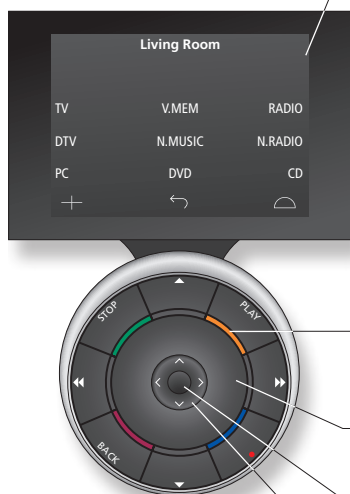 Living Room
TV V.MEM RADIO
DTV N.MUSIC N.RADIO
PC DVD CD
STOP PLAY
BACK